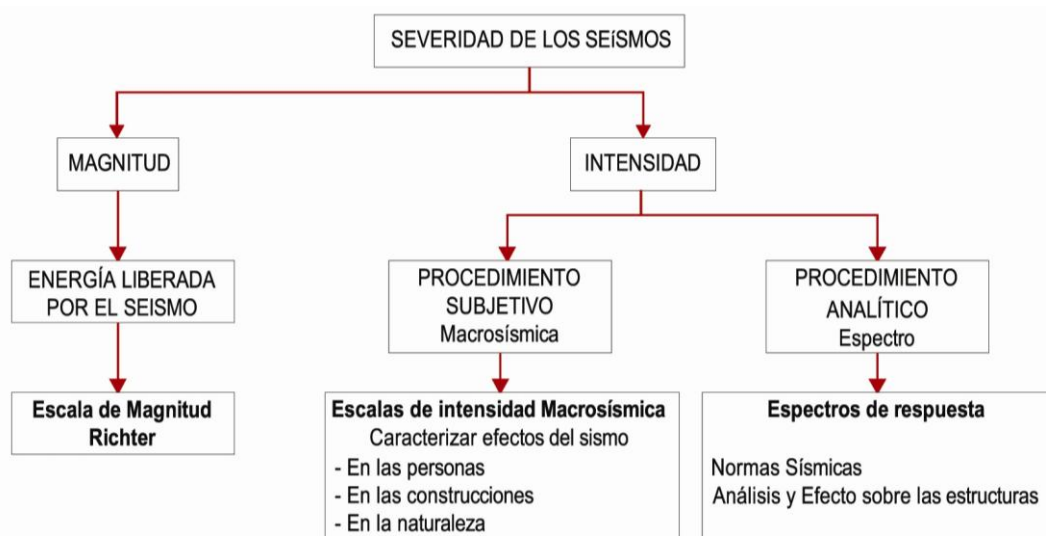 SEVERIDAD DE LOS SEíSMOS
MAGNITUD
INTENSIDAD
ENERGÍA LIBERADA
POR EL SEISMO
PROCEDIMIENTO
SUBJETIVO
Macrosísmica
PROCEDIMIENTO
ANALÍTICO
Espectro
Escala de Magnitud
Richter
Escalas de intensidad Macrosísmica
Caracterizar efectos del sismo
- En las personas
- En las construcciones
- En la naturaleza
Espectros de respuesta
Normas Sísmicas
Análisis y Efecto sobre las estructuras